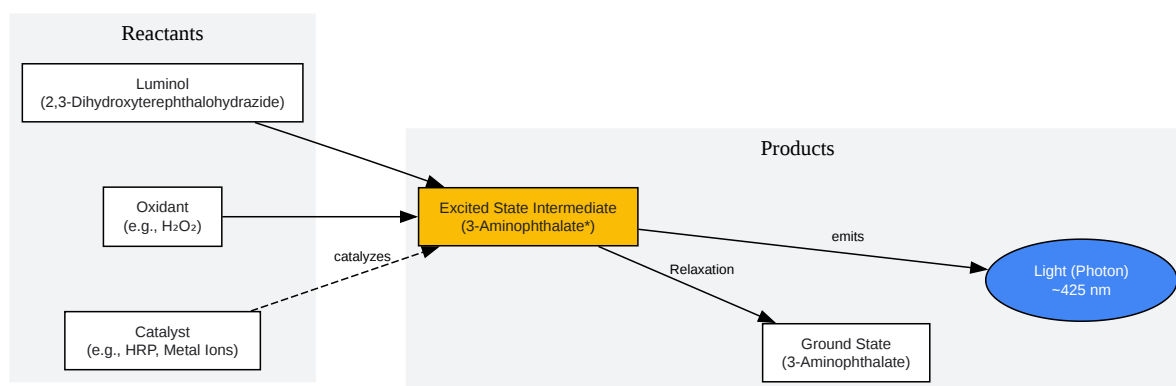 Reactants
Luminol
(2,3-Dihydroxyterephthalohydrazide)
Oxidant
(e.g., H₂O₂)
catalyzes
Catalyst
(e.g., HRP, Metal Ions)
Products
Excited State Intermediate
(3-Aminophthalate*)
emits
Relaxation
Light (Photon)
~425 nm
Ground State
(3-Aminophthalate)